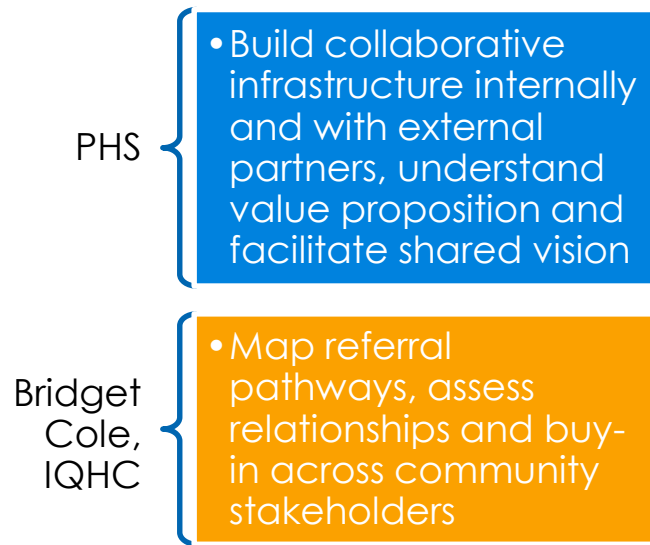 PHS
• Build collaborative
infrastructure internally
and with external
partners, understand
value proposition and
facilitate shared vision
Bridget
Cole,
IQHC
• Map referral
pathways, assess
relationships and buy-
in across community
stakeholders